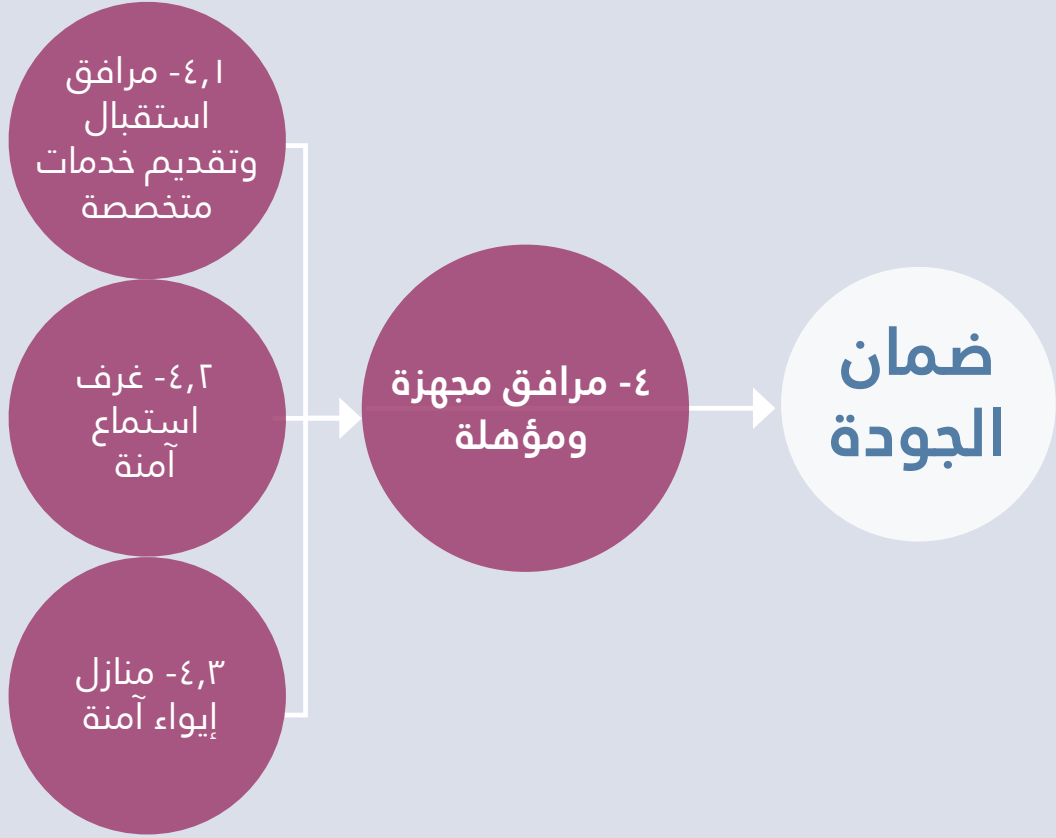 ضمان
الجودة
٤- مرافق مجهزة
ومؤهلة
٤,١- مرافق
استقبال
وتقديم خدمات
متخصصة
٤,٢- غرف
استماع
آمنة
٤,٣- منازل
إيواء آمنة